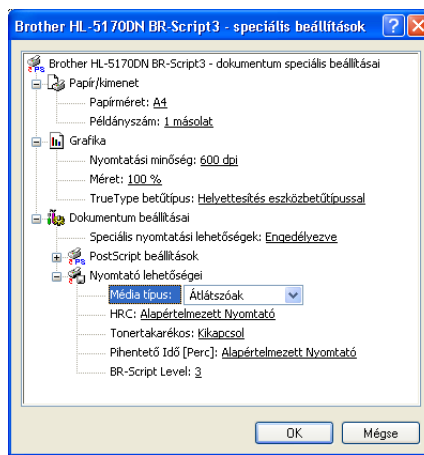 Brother HL-5170DN BR-Script3 - speciális beállítások
Brother HL-5170DN BR-Script3 - dokumentum speciális beállításai
Papír/kimenet
Papírméret: A4
Példányszám: 1 másolat
Grafika
Nyomtatási minőség: 600 dpi
Méret: 100 %
TrueType betűtípus: Helyettesítés eszközbetűtípussal
Dokumentum beállításai
Speciális nyomtatási lehetőségek: Engedélyezve
PostScript beállítások
Nyomtató lehetőségei
Média típus: Átlátszóak
HRC: Alapértelmezett Nyomtató
Tonertakarékos: Kikapcsol
Pihentető Idő [Perc]: Alapértelmezett Nyomtató
BR-Script Level: 3
OK Mégse